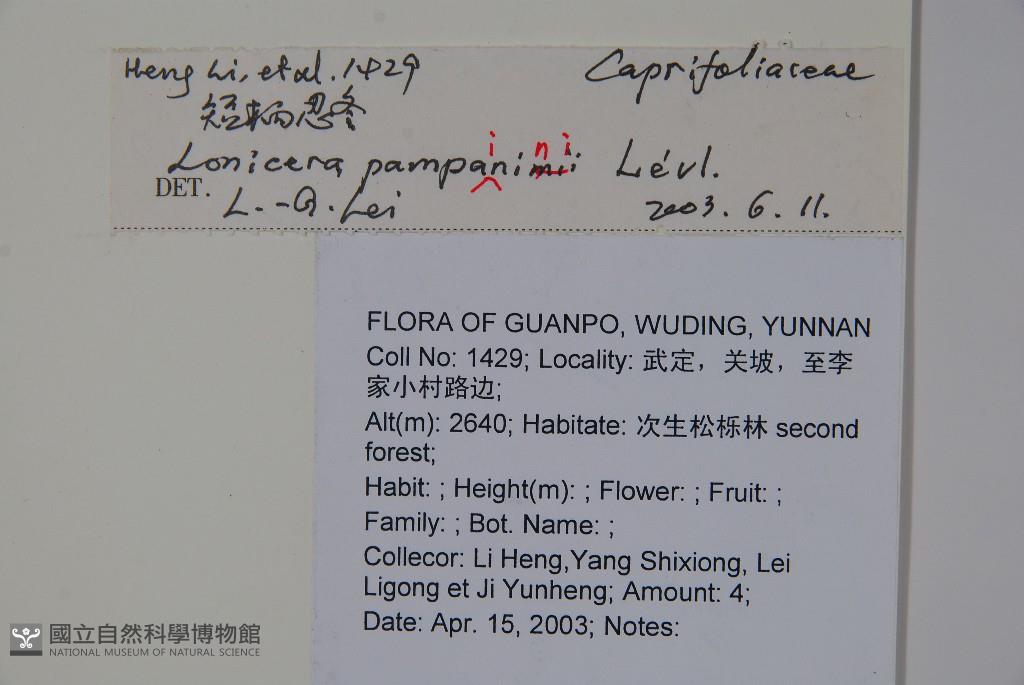 Heng Li, et al. 1429
Caprifoliaceae
短柄忍冬
i n i
Lonicera pampanimii Lévl.
DET. L.-G. Lei
2003. 6. 11.
FLORA OF GUANPO, WUDING, YUNNAN
Coll No: 1429; Locality: 武定，关坡，至李
家小村路边;
Alt(m): 2640; Habitate: 次生松栎林 second
forest;
Habit: ; Height(m): ; Flower: ; Fruit: ;
Family: ; Bot. Name: ;
Collecor: Li Heng,Yang Shixiong, Lei
Ligong et Ji Yunheng; Amount: 4;
Date: Apr. 15, 2003; Notes:
國立自然科學博物館
NATIONAL MUSEUM OF NATURAL SCIENCE